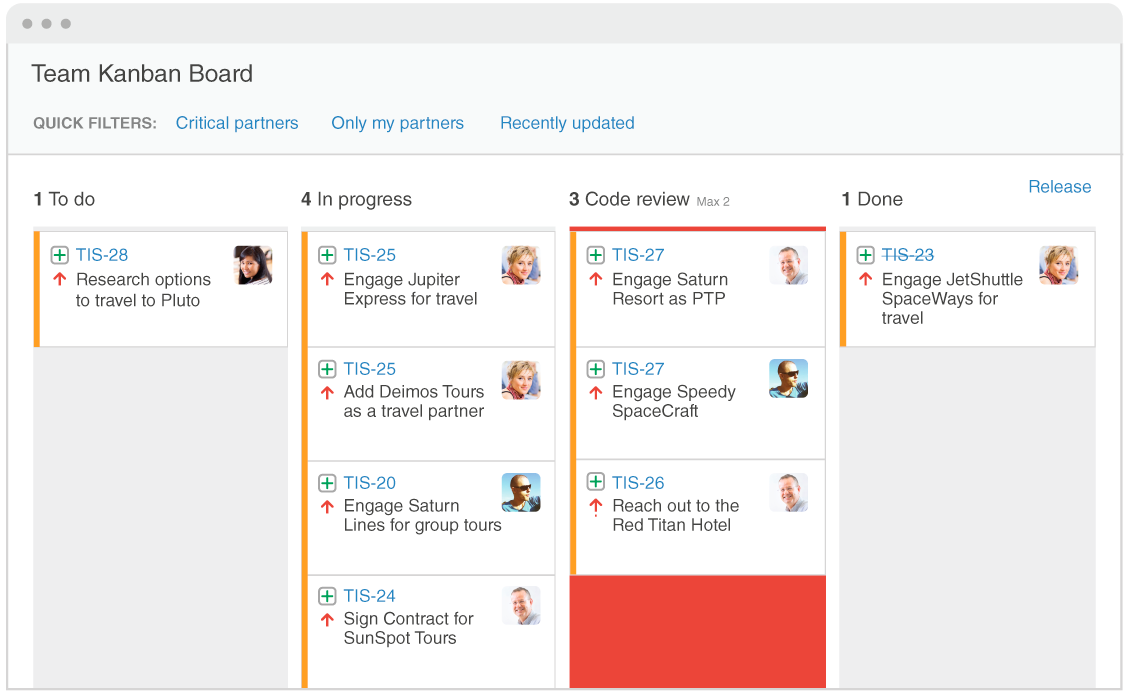 Team Kanban Board
QUICK FILTERS: Critical partners Only my partners Recently updated
Release
1 To do
TIS-28
Research options
to travel to Pluto
4 In progress
TIS-25
Engage Jupiter
Express for travel
TIS-25
Add Deimos Tours
as a travel partner
TIS-20
Engage Saturn
Lines for group tours
TIS-24
Sign Contract for
SunSpot Tours
3 Code review Max 2
TIS-27
Engage Saturn
Resort as PTP
TIS-27
Engage Speedy
SpaceCraft
TIS-26
Reach out to the
Red Titan Hotel
1 Done
TIS-23
Engage JetShuttle
SpaceWays for
travel